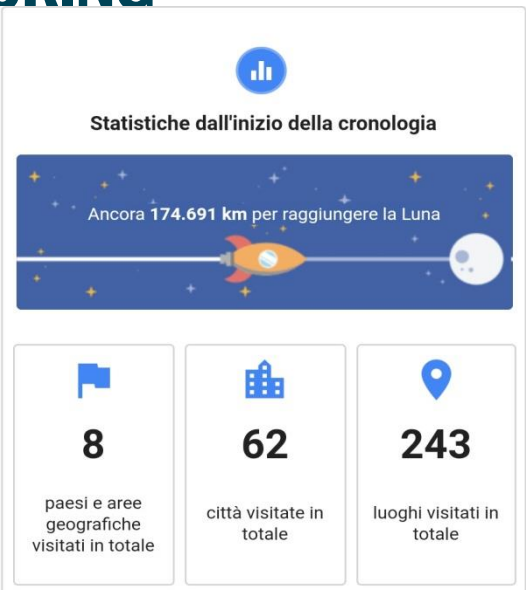 Statistiche dall'inizio della cronologia
Ancora 174.691 km per raggiungere la Luna
8
paesi e aree
geografiche
visitati in totale
62
città visitate in
totale
243
luoghi visitati in
totale